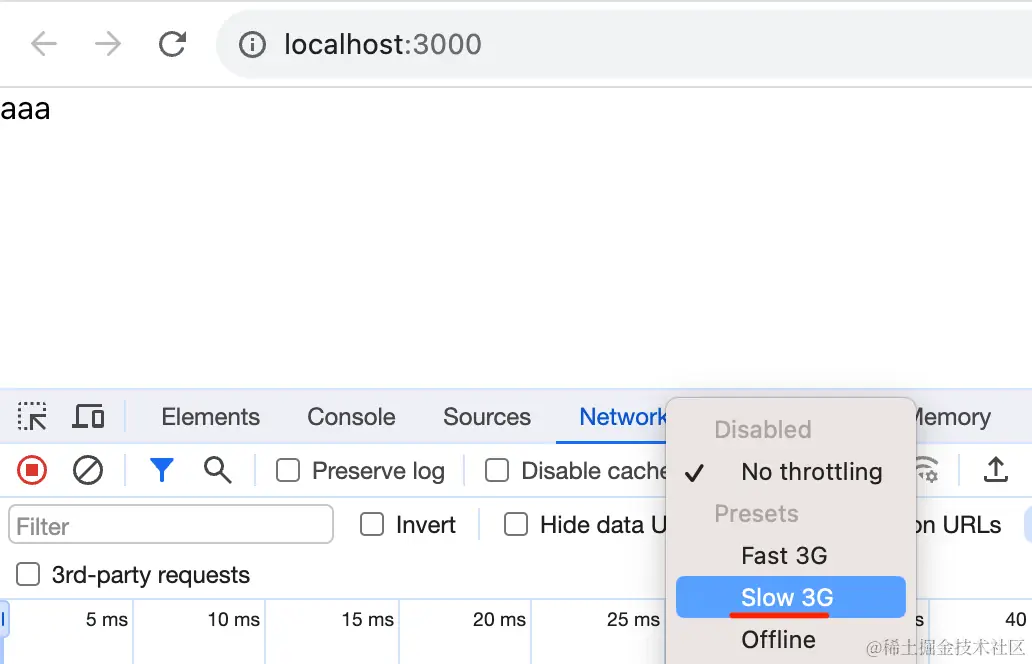 localhost:3000
aaa
Elements Console Sources Network Memory
Disabled
Preserve log Disable cache No throttling
Presets
Filter Invert Hide data U on URLs
Fast 3G
3rd-party requests
Slow 3G
5 ms 10 ms 15 ms 20 ms 25 ms s 40
Offline
@稀土掘金技术社区